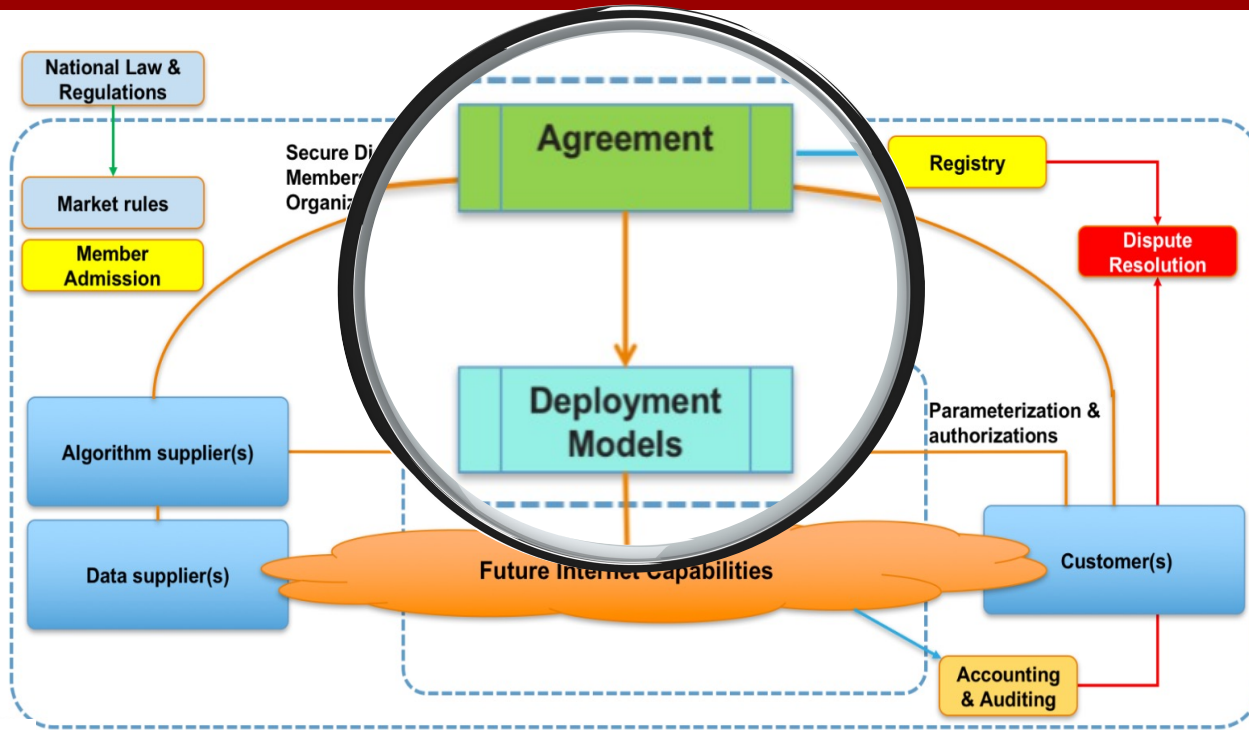 National Law &
Regulations
Market rules
Member
Admission
Secure Di
Members
Organiz
Agreement
Registry
Dispute
Resolution
Deployment
Models
Parameterization &
authorizations
Algorithm supplier(s)
Data supplier(s)
Future Internet Capabilities
Customer(s)
Accounting
& Auditing